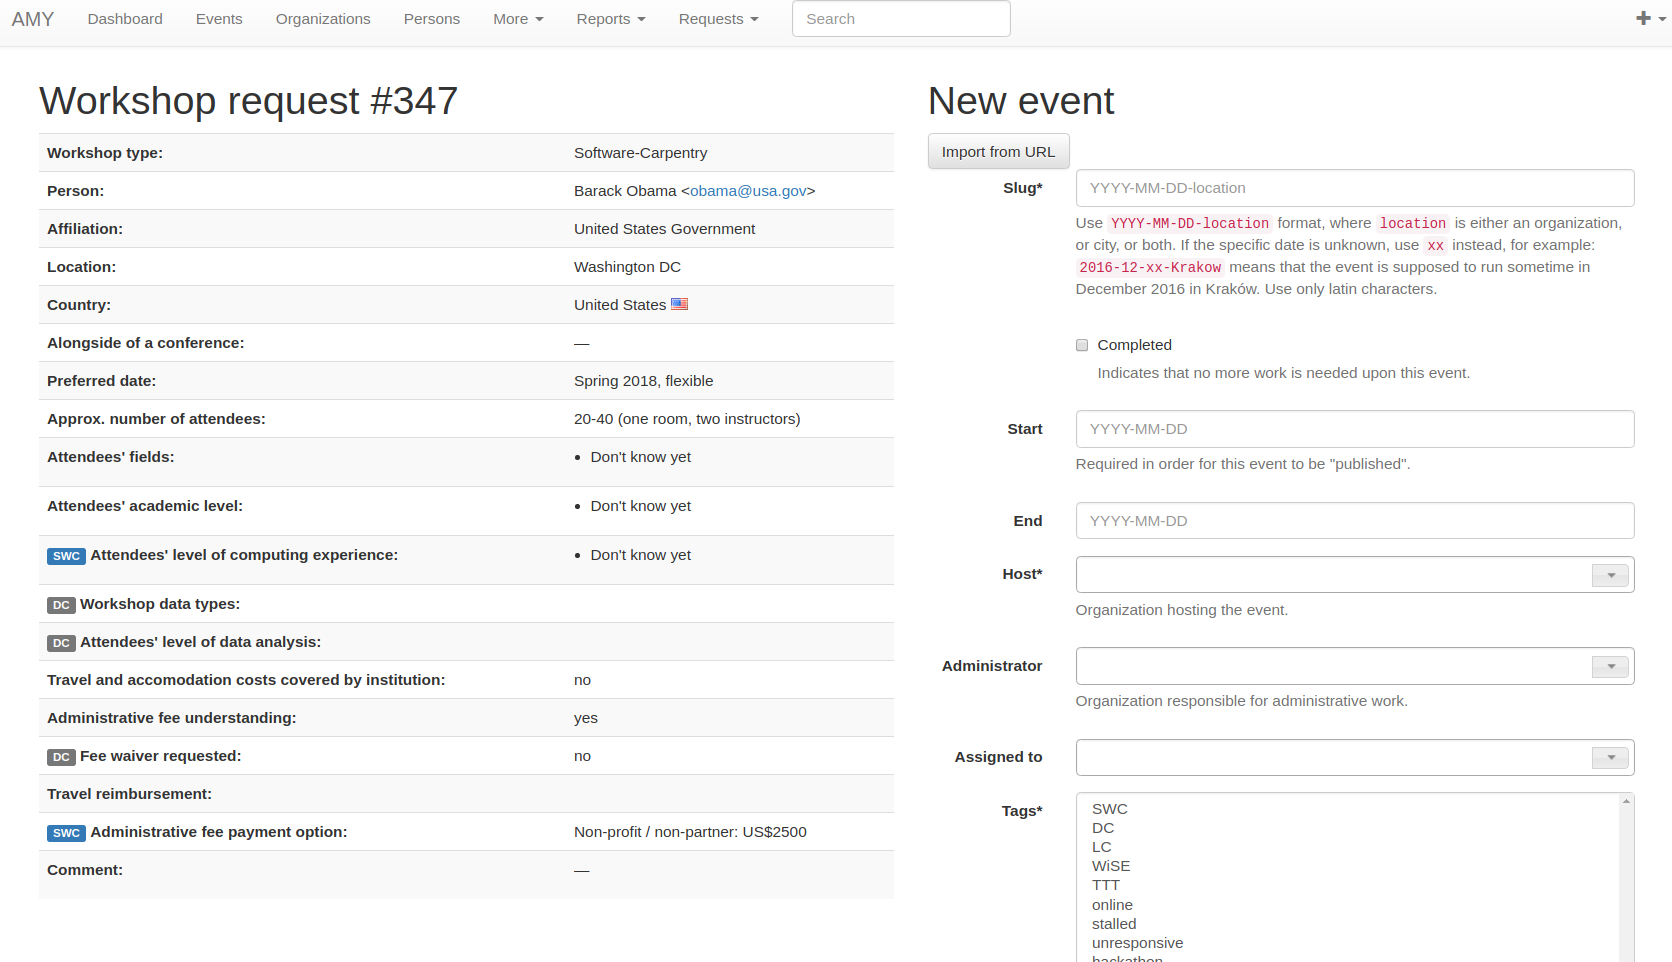 AMY Dashboard Events Organizations Persons More Reports Requests Search
Workshop request #347
Workshop type: Software-Carpentry
Person: Barack Obama <obama@usa.gov>
Affiliation: United States Government
Location: Washington DC
Country: United States
Alongside of a conference: —
Preferred date: Spring 2018, flexible
Approx. number of attendees: 20-40 (one room, two instructors)
Attendees' fields: • Don't know yet
Attendees' academic level: • Don't know yet
SWC Attendees' level of computing experience: • Don't know yet
DC Workshop data types:
DC Attendees' level of data analysis:
Travel and accomodation costs covered by institution: no
Administrative fee understanding: yes
DC Fee waiver requested: no
Travel reimbursement:
SWC Administrative fee payment option: Non-profit / non-partner: US$2500
Comment: —
New event
Import from URL
Slug* YYYY-MM-DD-location
Use YYYY-MM-DD-location format, where location is either an organization,
or city, or both. If the specific date is unknown, use xx instead, for example:
2016-12-xx-Krakow means that the event is supposed to run sometime in
December 2016 in Kraków. Use only latin characters.
Completed
Indicates that no more work is needed upon this event.
Start YYYY-MM-DD
Required in order for this event to be "published".
End YYYY-MM-DD
Host*
Organization hosting the event.
Administrator
Organization responsible for administrative work.
Assigned to
Tags* SWC
DC
LC
WiSE
TTT
online
stalled
unresponsive
hackathon